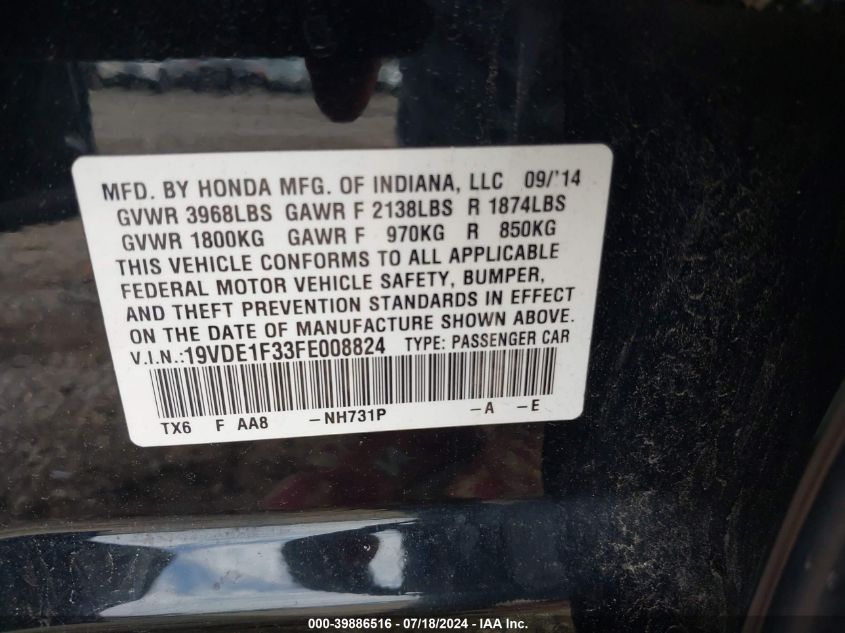 MFD. BY HONDA MFG. OF INDIANA, LLC 09/'14
GVWR 3968LBS GAWR F 2138LBS R 1874LBS
GVWR 1800KG GAWR F 970KG R 850KG
THIS VEHICLE CONFORMS TO ALL APPLICABLE
FEDERAL MOTOR VEHICLE SAFETY, BUMPER,
AND THEFT PREVENTION STANDARDS IN EFFECT
ON THE DATE OF MANUFACTURE SHOWN ABOVE.
V.I.N.:19VDE1F33FE008824 TYPE: PASSENGER CAR
TX6 F AA8 -NH731P -A -E
000-39886516 - 07/18/2024 - IAA Inc.